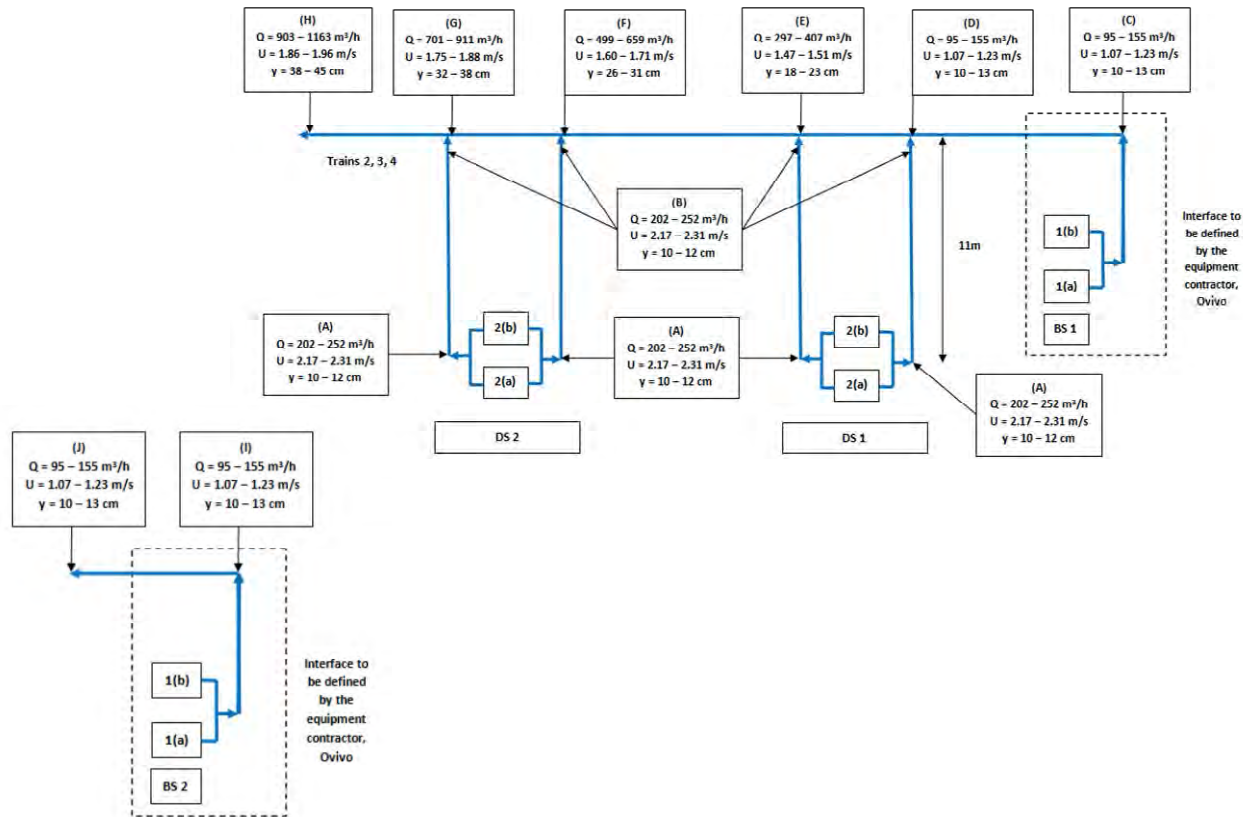 (H)
Q = 903 – 1163 m³/h
U = 1.86 – 1.96 m/s
y = 38 – 45 cm
(G)
Q – 701 – 911 m³/h
U = 1.75 – 1.88 m/s
y = 32 – 38 cm
(F)
Q = 499 – 659 m³/h
U = 1.60 – 1.71 m/s
y = 26 – 31 cm
(E)
Q = 297 – 407 m³/h
U = 1.47 – 1.51 m/s
y = 18 – 23 cm
(D)
Q – 95 – 155 m³/h
U = 1.07 – 1.23 m/s
y = 10 – 13 cm
(C)
Q = 95 – 155 m³/h
U = 1.07 – 1.23 m/s
y = 10 – 13 cm
Trains 2, 3, 4
(B)
Q = 202 – 252 m³/h
U = 2.17 – 2.31 m/s
y = 10 – 12 cm
11m
1(b)
1(a)
BS 1
Interface to
be defined
by the
equipment
contractor,
Ovivo
(A)
Q = 202 – 252 m³/h
U = 2.17 – 2.31 m/s
y = 10 – 12 cm
2(b)
2(a)
DS 2
(A)
Q = 202 – 252 m³/h
U = 2.17 – 2.31 m/s
y = 10 – 12 cm
2(b)
2(a)
DS 1
(A)
Q – 202 – 252 m³/h
U = 2.17 – 2.31 m/s
y = 10 – 12 cm
(J)
Q = 95 – 155 m³/h
U = 1.07 – 1.23 m/s
y = 10 – 13 cm
(I)
Q = 95 – 155 m³/h
U = 1.07 – 1.23 m/s
y = 10 – 13 cm
1(b)
1(a)
BS 2
Interface to
be defined
by the
equipment
contractor,
Ovivo